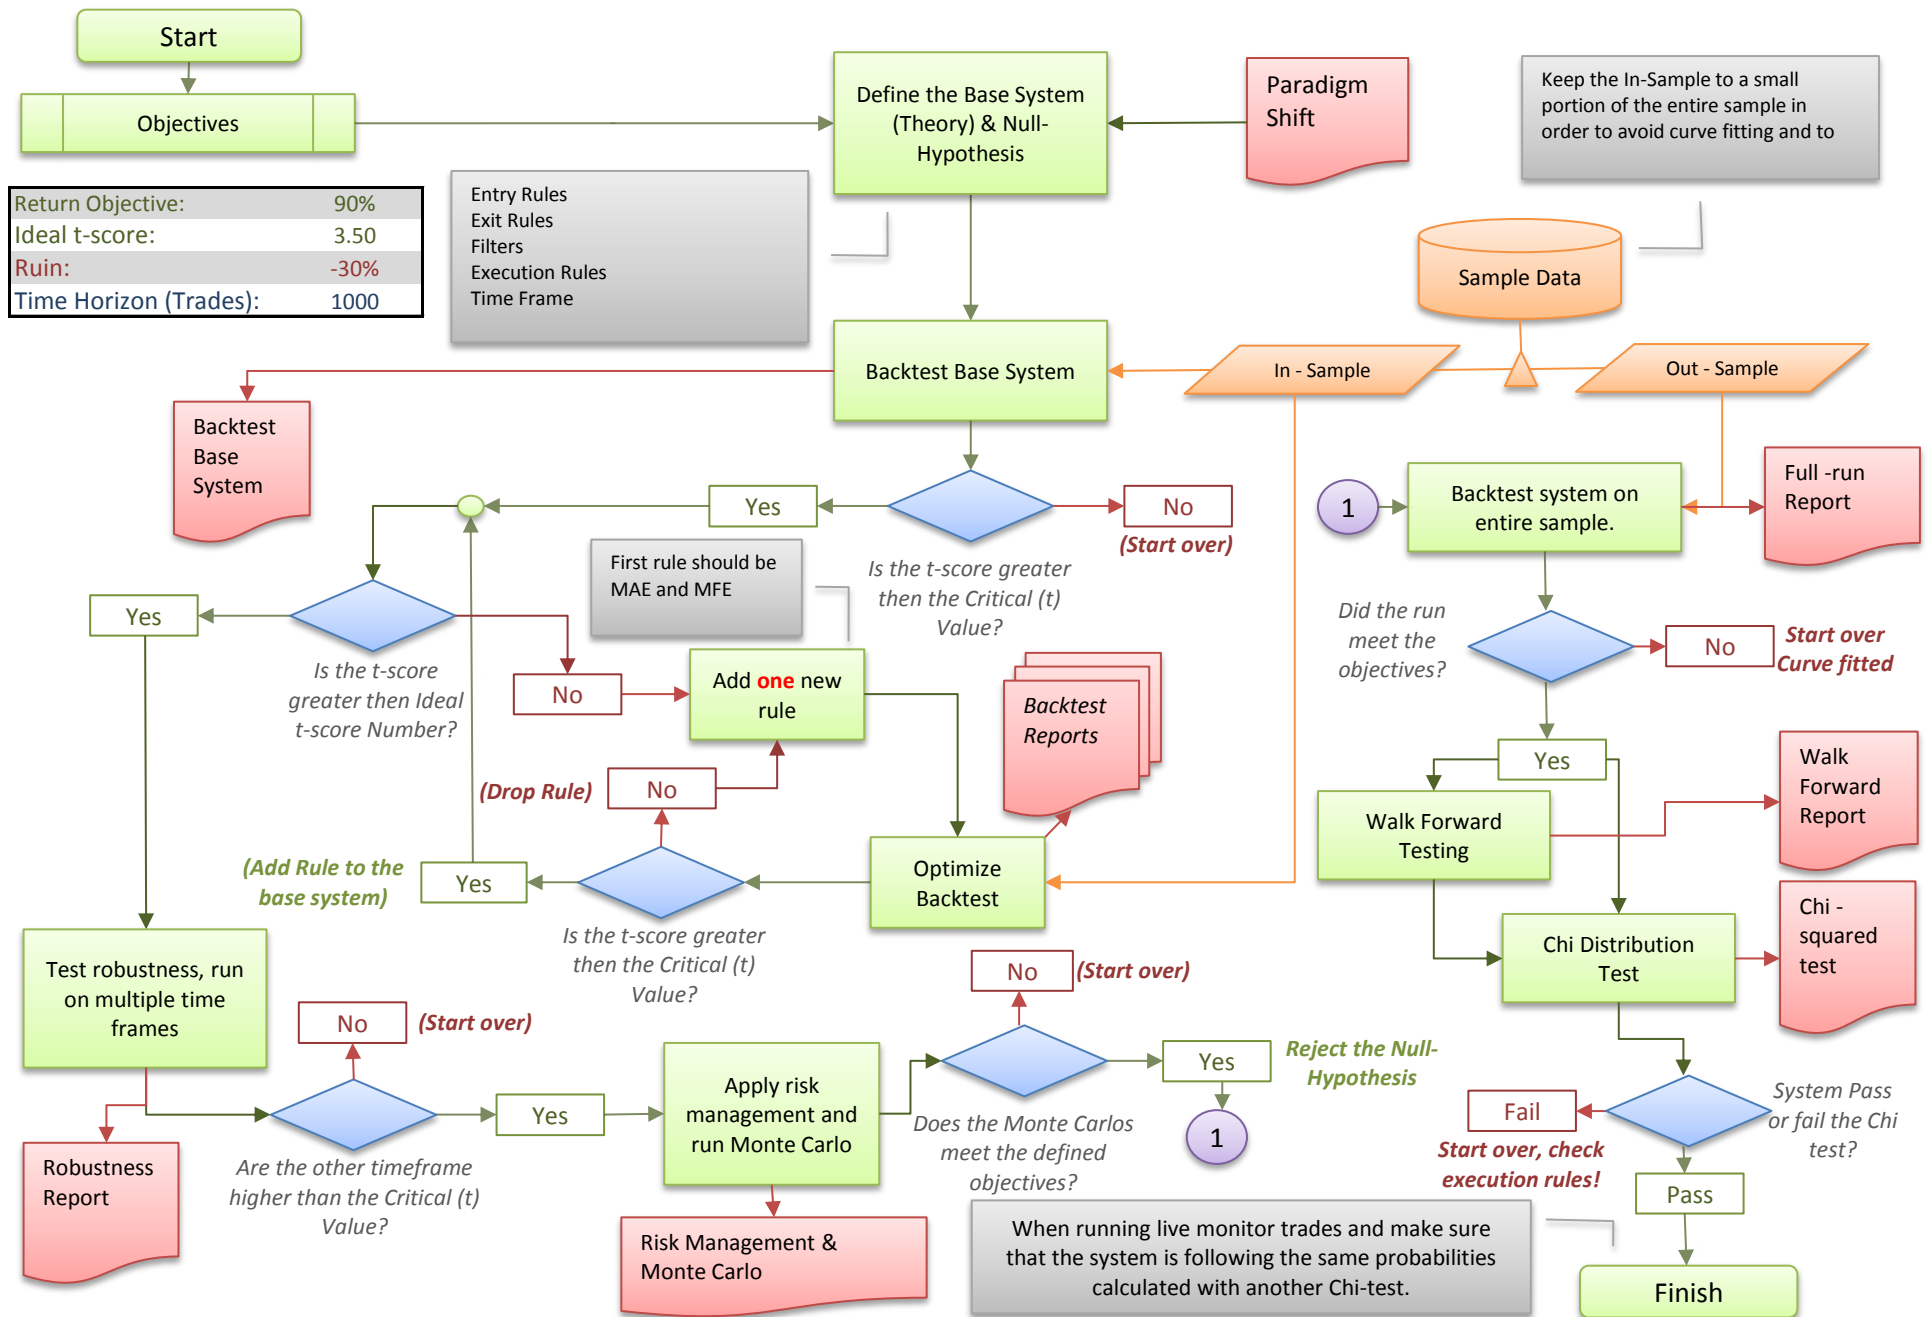 Start
Objectives
Return Objective: 90%
Ideal t-score: 3.50
Ruin: -30%
Time Horizon (Trades): 1000
Entry Rules
Exit Rules
Filters
Execution Rules
Time Frame
Define the Base System
(Theory) & Null-
Hypothesis
Paradigm
Shift
Keep the In-Sample to a small
portion of the entire sample in
order to avoid curve fitting and to
Sample Data
In - Sample
Out - Sample
Backtest Base System
Backtest
Base
System
Yes
No
(Start over)
Is the t-score greater
then the Critical (t)
Value?
Yes
Is the t-score
greater then Ideal
t-score Number?
No
First rule should be
MAE and MFE
Add one new
rule
Backtest
Reports
(Drop Rule)
No
(Add Rule to the
base system)
Yes
Is the t-score greater
then the Critical (t)
Value?
Optimize
Backtest
Test robustness, run
on multiple time
frames
Robustness
Report
No
(Start over)
Are the other timeframe
higher than the Critical (t)
Value?
Yes
Apply risk
management and
run Monte Carlo
Risk Management &
Monte Carlo
No
(Start over)
Does the Monte Carlos
meet the defined
objectives?
Yes
Reject the Null-
Hypothesis
1
1
Backtest system on
entire sample.
Full -run
Report
Did the run
meet the
objectives?
No
Start over
Curve fitted
Yes
Walk Forward
Testing
Walk
Forward
Report
Chi Distribution
Test
Chi -
squared
test
System Pass
or fail the Chi
test?
Fail
Start over, check
execution rules!
Pass
When running live monitor trades and make sure
that the system is following the same probabilities
calculated with another Chi-test.
Finish